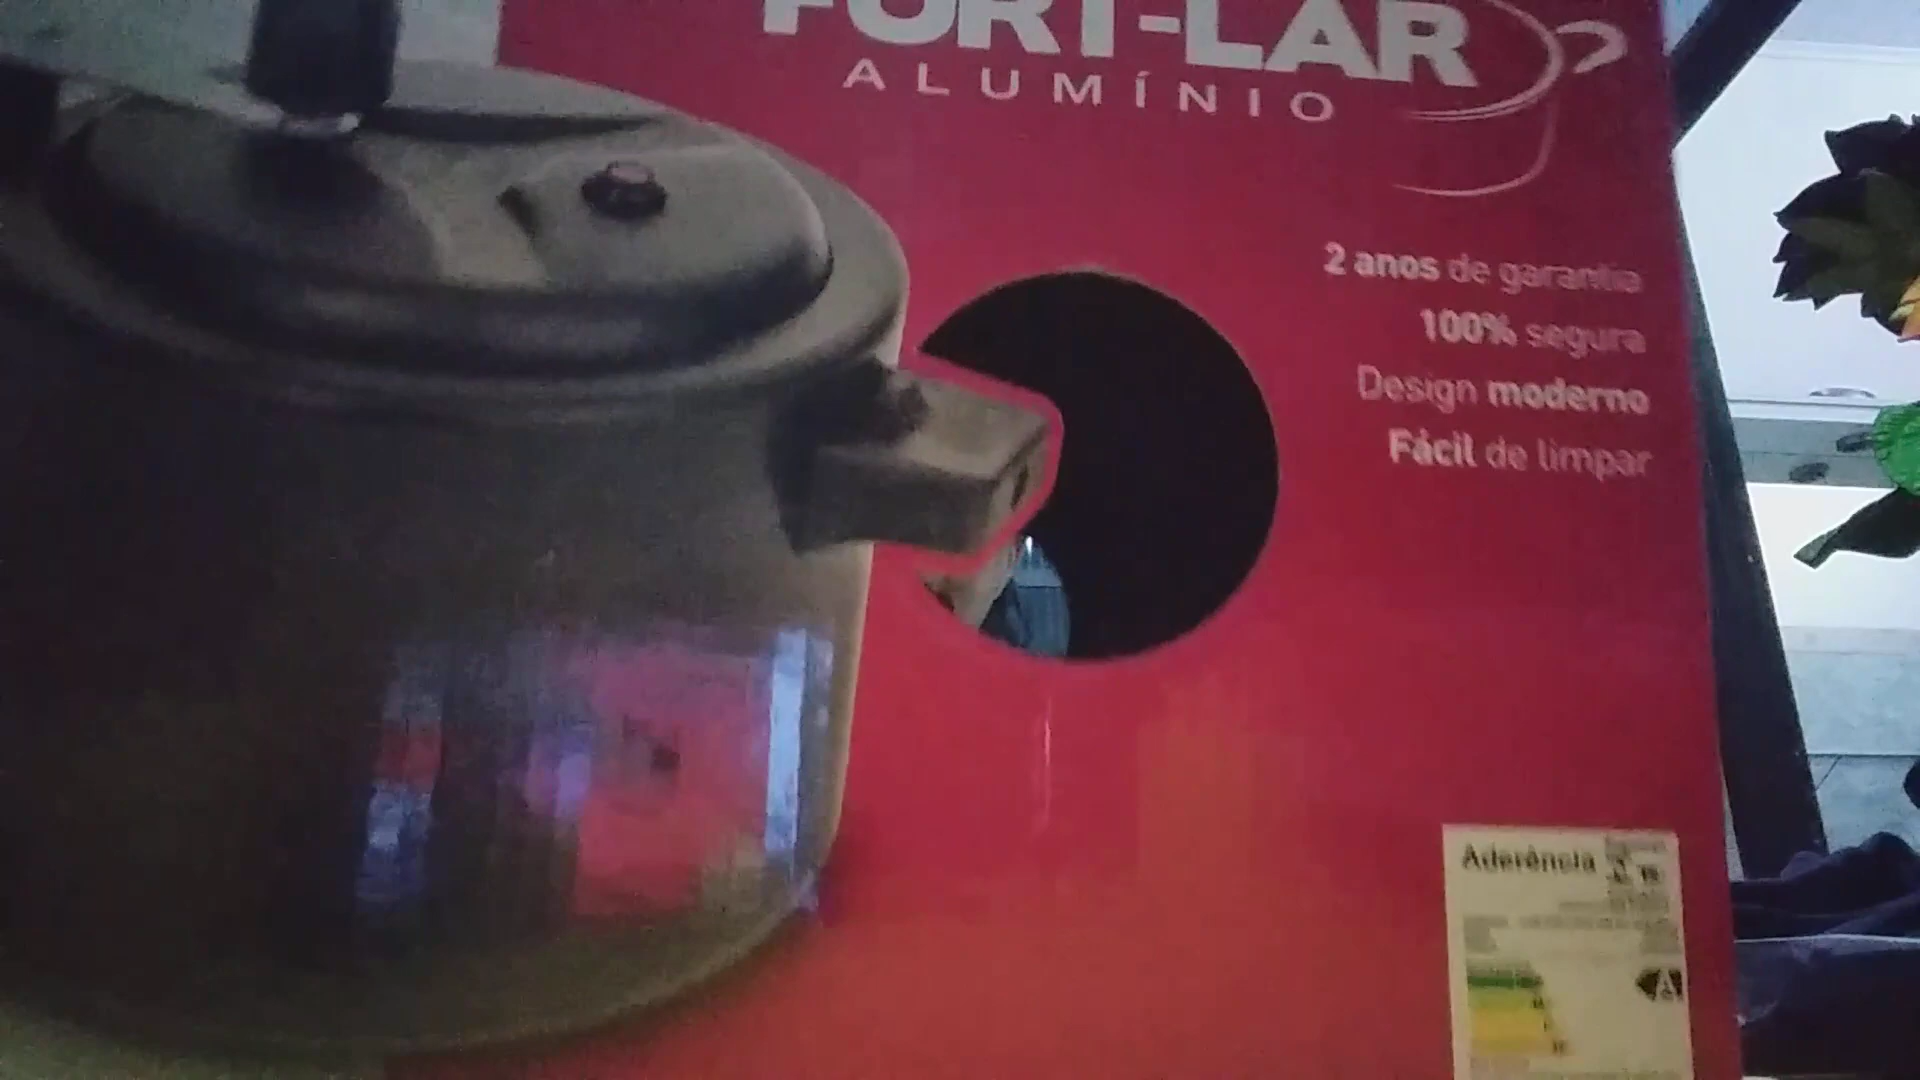 FORT-LAR
ALUMÍNIO
2 anos de garantia
100% segura
Design moderno
Fácil de limpar
Aderência
A